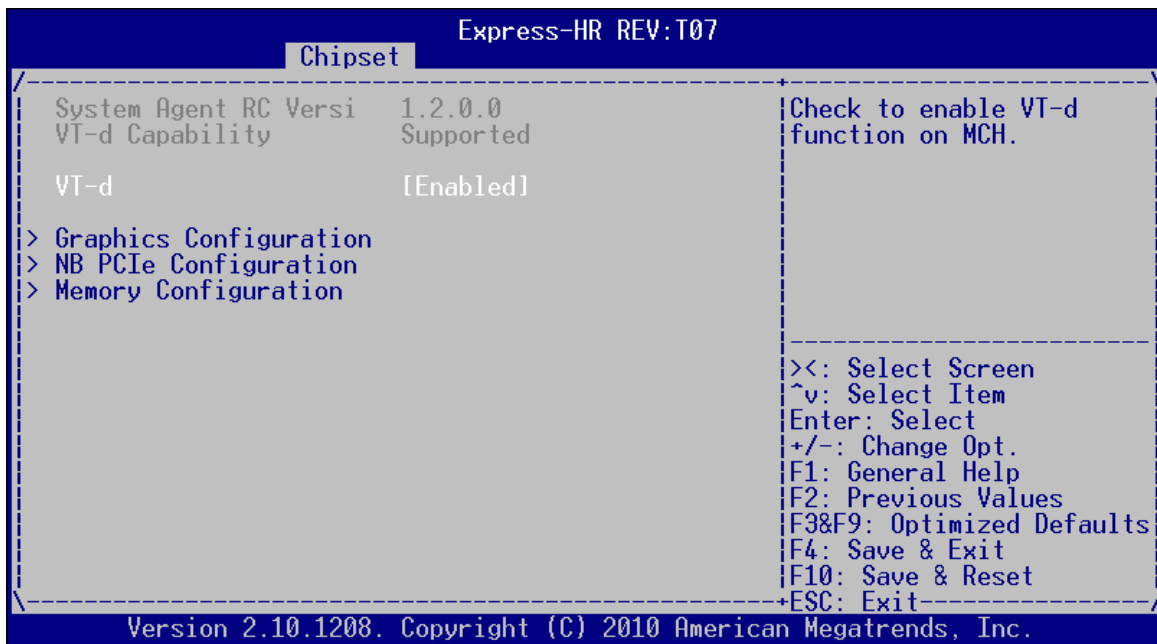 Express-HR REV:T07
Chipset
System Agent RC Versi 1.2.0.0
VT-d Capability Supported
VT-d [Enabled]
> Graphics Configuration
> NB PCIe Configuration
> Memory Configuration
Check to enable VT-d
function on MCH.
><: Select Screen
^v: Select Item
Enter: Select
+/-: Change Opt.
F1: General Help
F2: Previous Values
F3&F9: Optimized Defaults
F4: Save & Exit
F10: Save & Reset
ESC: Exit
Version 2.10.1208. Copyright (C) 2010 American Megatrends, Inc.